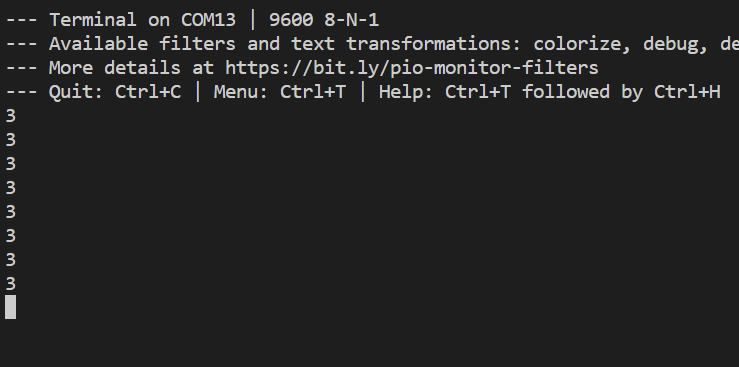 --- Terminal on COM13 | 9600 8-N-1
--- Available filters and text transformations: colorize, debug, de
--- More details at https://bit.ly/pio-monitor-filters
--- Quit: Ctrl+C | Menu: Ctrl+T | Help: Ctrl+T followed by Ctrl+H
3
3
3
3
3
3
3
3